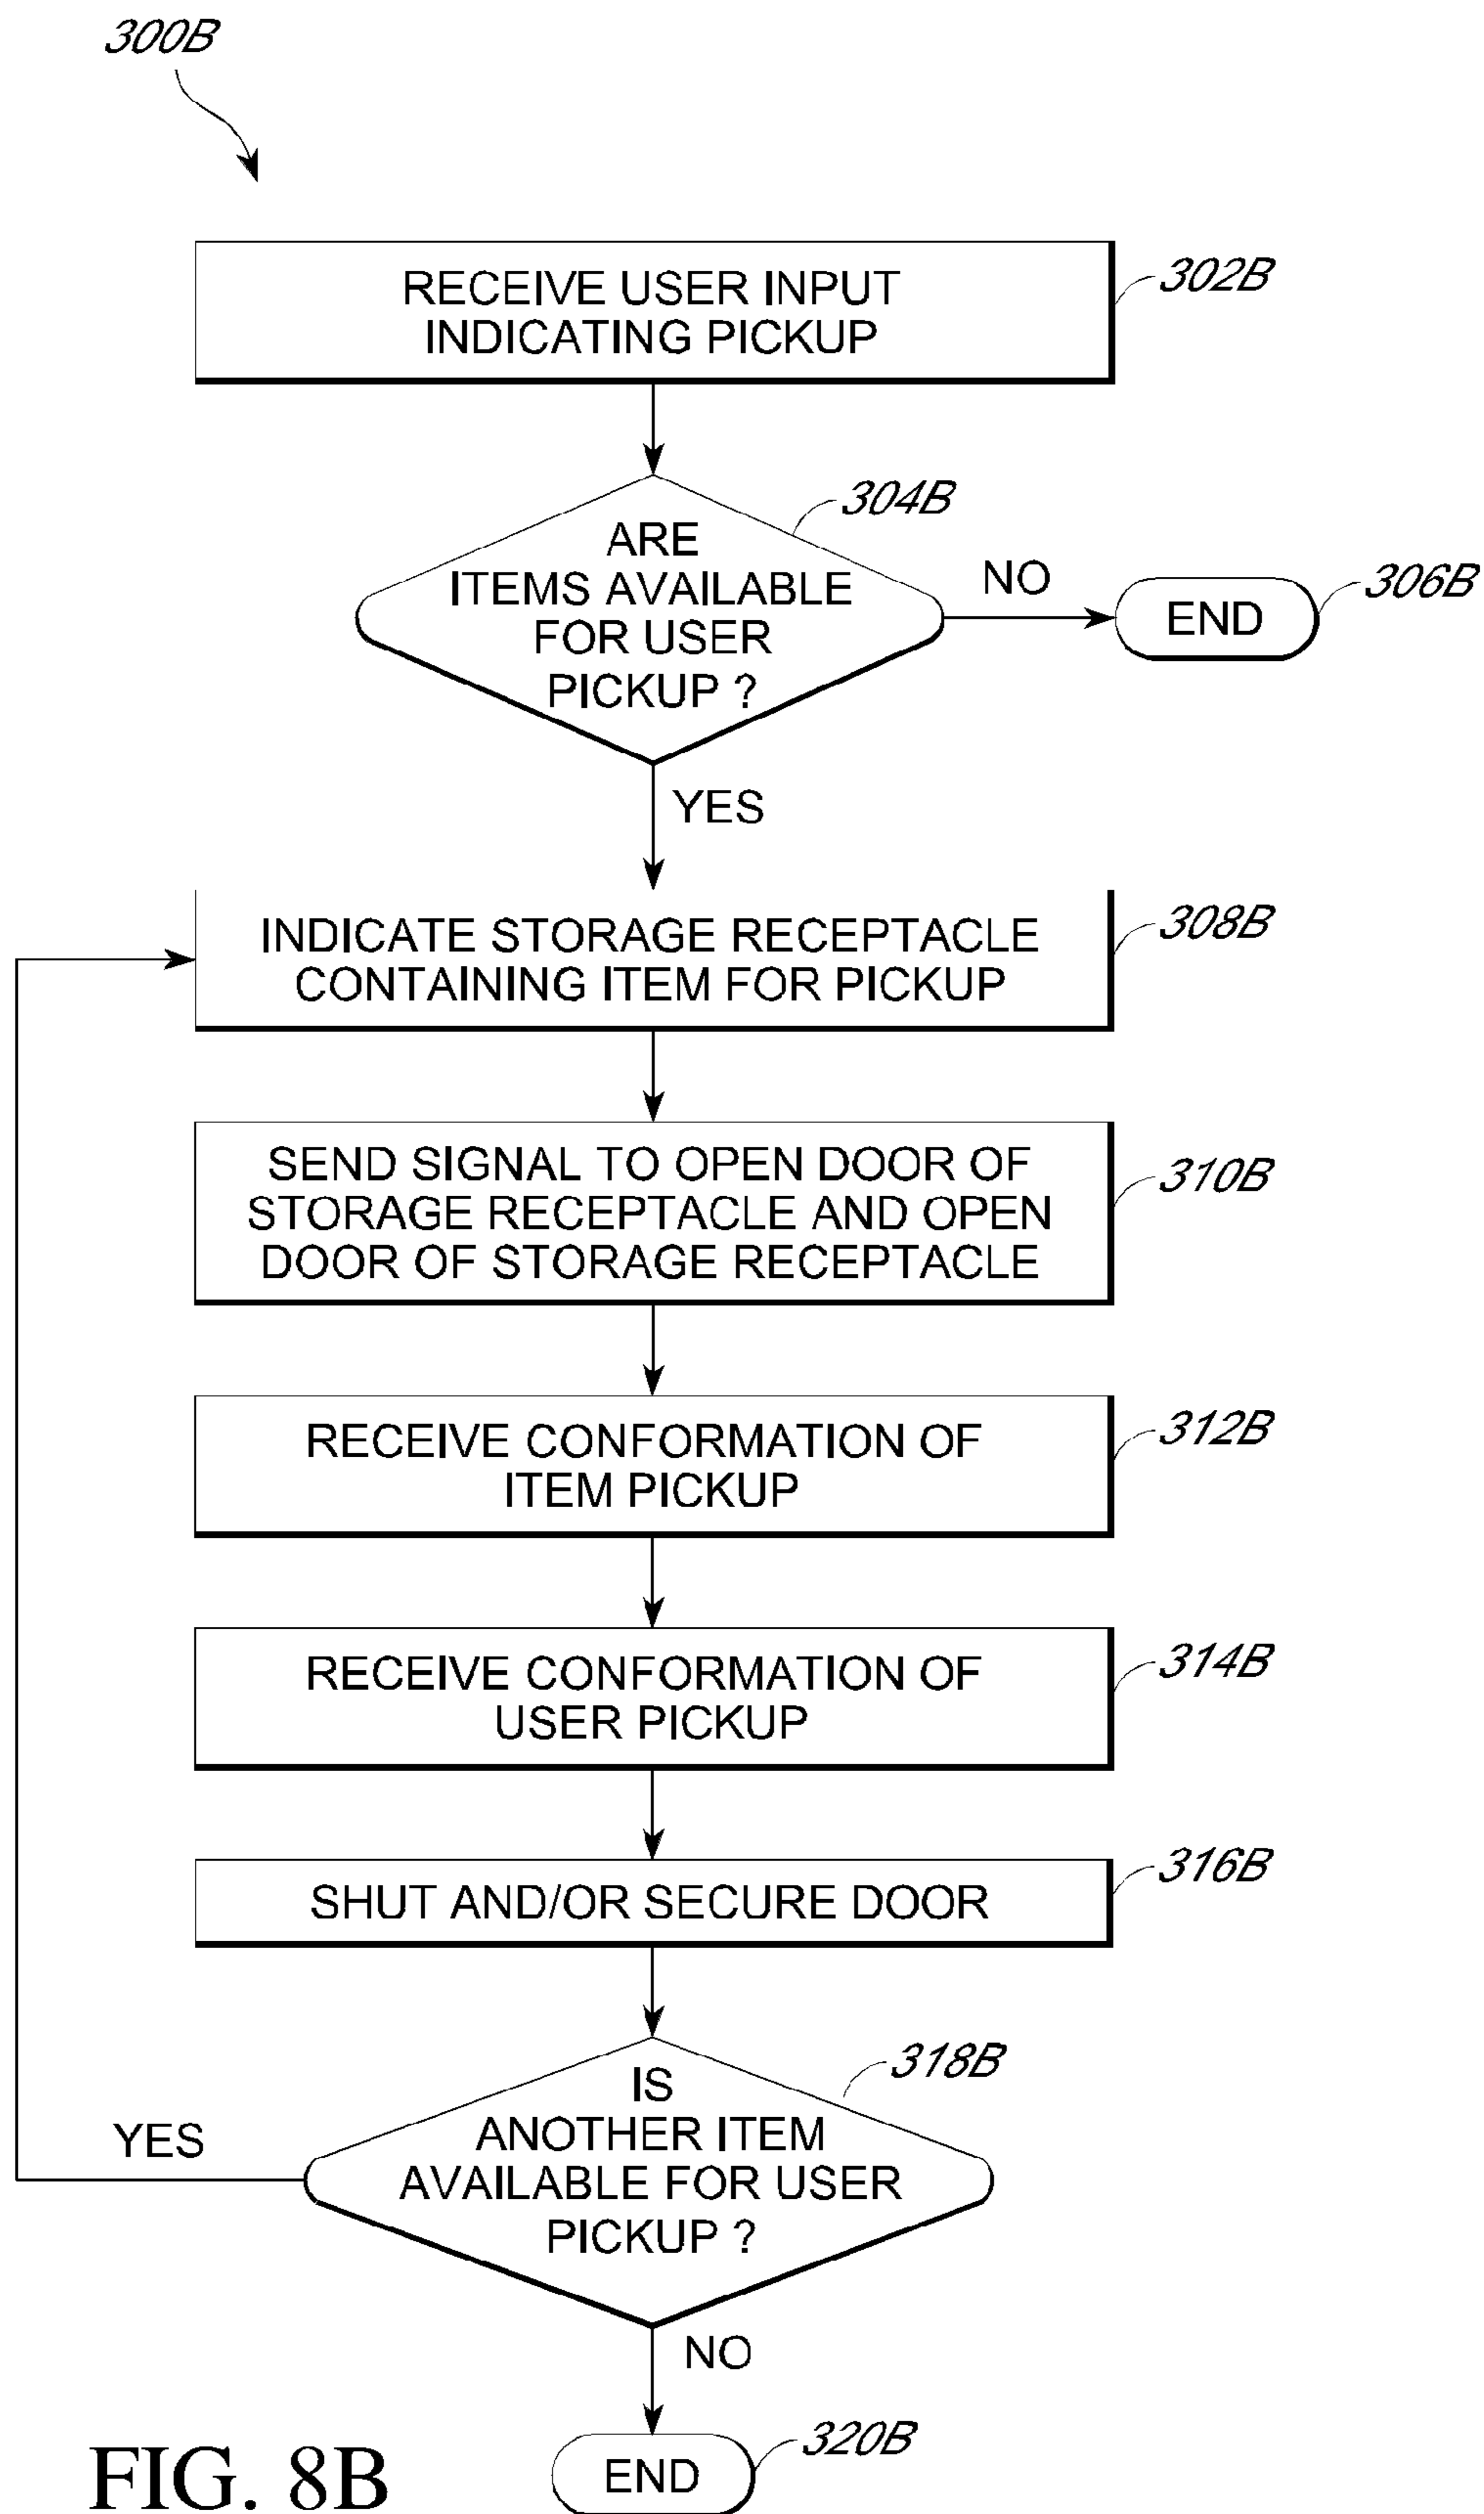 300B
RECEIVE USER INPUT
INDICATING PICKUP
302B
304B
ARE
ITEMS AVAILABLE
FOR USER
PICKUP ?
NO
END
306B
YES
INDICATE STORAGE RECEPTACLE
CONTAINING ITEM FOR PICKUP
308B
SEND SIGNAL TO OPEN DOOR OF
STORAGE RECEPTACLE AND OPEN
DOOR OF STORAGE RECEPTACLE
310B
RECEIVE CONFORMATION OF
ITEM PICKUP
312B
RECEIVE CONFORMATION OF
USER PICKUP
314B
SHUT AND/OR SECURE DOOR
316B
318B
IS
ANOTHER ITEM
AVAILABLE FOR USER
PICKUP ?
YES
NO
END
320B
FIG. 8B